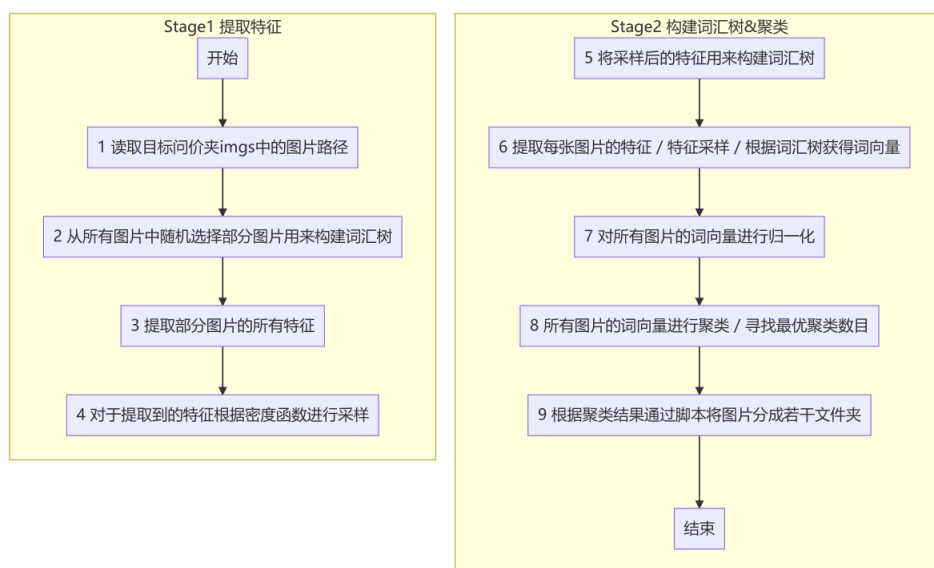 Stage1 提取特征
开始
1 读取目标问价夹imgs中的图片路径
2 从所有图片中随机选择部分图片用来构建词汇树
3 提取部分图片的所有特征
4 对于提取到的特征根据密度函数进行采样
Stage2 构建词汇树&聚类
5 将采样后的特征用来构建词汇树
6 提取每张图片的特征 / 特征采样 / 根据词汇树获得词向量
7 对所有图片的词向量进行归一化
8 所有图片的词向量进行聚类 / 寻找最优聚类数目
9 根据聚类结果通过脚本将图片分成若干文件夹
结束